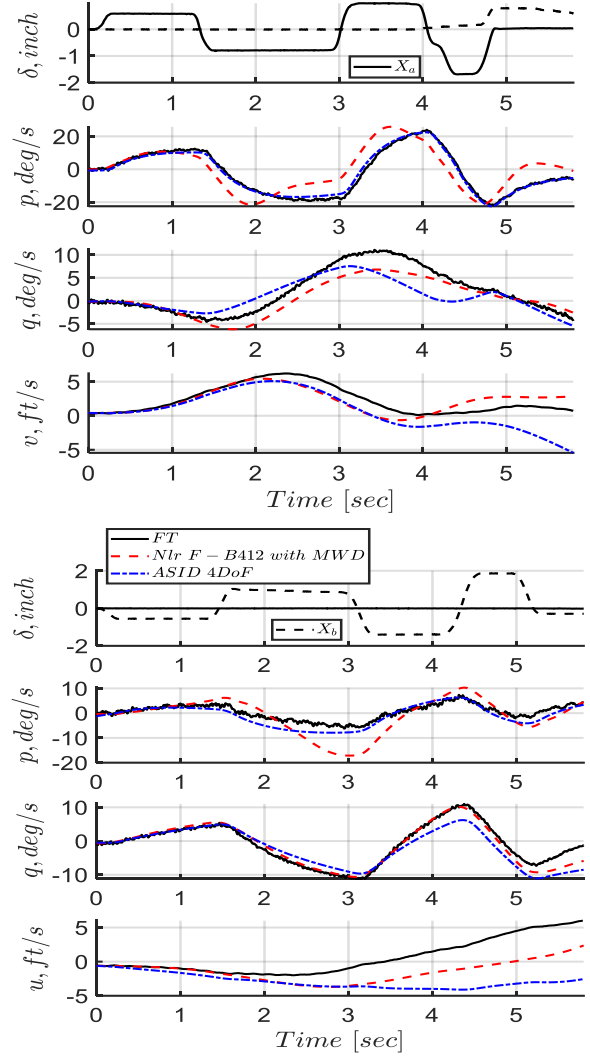 δ, inch
0
-1
-2
X_a
0 1 2 3 4 5
p, deg/s
20
0
-20
0 1 2 3 4 5
q, deg/s
10
5
0
-5
0 1 2 3 4 5
v, ft/s
5
0
-5
0 1 2 3 4 5
Time [sec]
FT
Nlr F - B412 with MWD
ASID 4DoF
δ, inch
2
0
-2
X_b
0 1 2 3 4 5
p, deg/s
10
0
-10
-20
0 1 2 3 4 5
q, deg/s
10
0
-10
0 1 2 3 4 5
u, ft/s
5
0
-5
0 1 2 3 4 5
Time [sec]